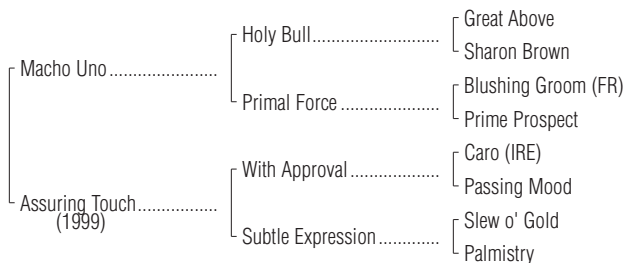 Great Above
Holy Bull
Sharon Brown
Macho Uno
Blushing Groom (FR)
Primal Force
Prime Prospect
Caro (IRE)
With Approval
Passing Mood
Assuring Touch
(1999)
Slew o' Gold
Subtle Expression
Palmistry